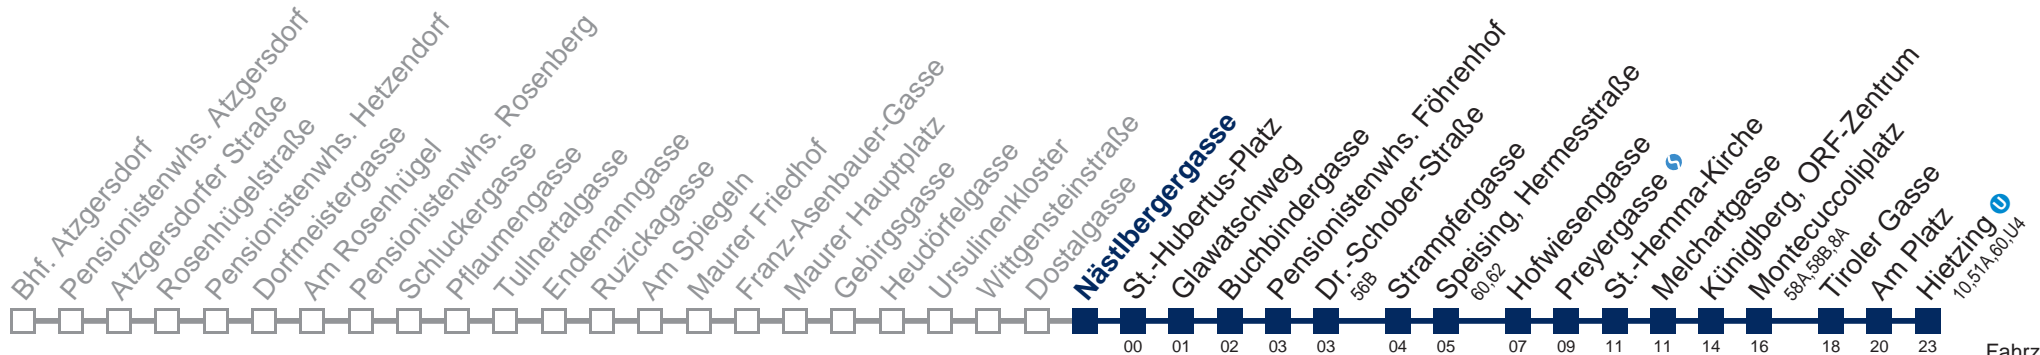 Bhf. Atzgersdorf
Pensionistenwhs. Atzgersdorf
Atzgersdorfer Straße
Rosenhügelstraße
Pensionistenwhs. Hetzendorf
Dorfmeistergasse
Am Rosenhügel
Pensionistenwhs. Rosenberg
Schluckergasse
Pflaumengasse
Tullnertalgasse
Endemanngasse
Ruzickagasse
Am Spiegeln
Maurer Friedhof
Franz-Asenbauer-Gasse
Maurer Hauptplatz
Gebirgsgasse
Heudörfelgasse
Ursulinenkloster
Wittgensteinstraße
Dostalgasse
Nästlbergergasse
St.-Hubertus-Platz
Glawatschweg
Buchbindergasse
Pensionistenwhs. Föhrenhof
Dr.-Schober-Straße
56B
Strampfergasse
Speising, Hermesstraße
60,62
Hofwiesengasse
Preyergasse S
St.-Hemma-Kirche
Melchartgasse
Küniglberg, ORF-Zentrum
Montecuccoliplatz
58A,58B,8A
Tiroler Gasse
Am Platz
Hietzing U
10,51A,60,U4
00 01 02 03 03 04 05 07 09 11 11 14 16 18 20 23
Fahrz